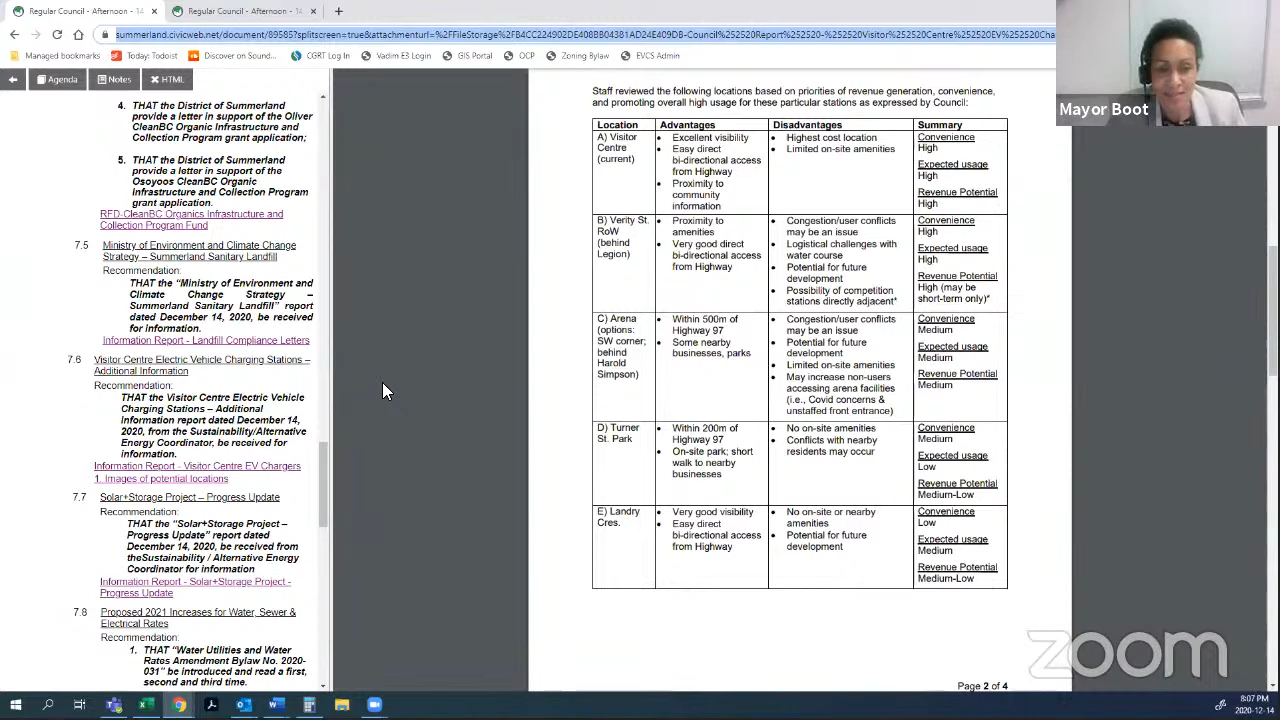 Regular Council - Afternoon - 14
Regular Council - Afternoon - 14
summerland.civicweb.net/document/89585?splitscreen=true&attachmenturl=%2FFileStorage%2FB4CC224902DE408BB04381AD24E409DB-Council%252520Report%252520-%252520Visitor%252520Centre%252520EV%252520Cha
Managed bookmarks
Today: Todoist
Discover on Sound...
CGRT Log In
Vadim E3 Login
GIS Portal
OCP
Zoning Bylaw
EVCS Admin
Agenda
Notes
HTML
4. THAT the District of Summerland
provide a letter in support of the Oliver
CleanBC Organic Infrastructure and
Collection Program grant application;
5. THAT the District of Summerland
provide a letter in support of the
Osoyoos CleanBC Organic
Infrastructure and Collection Program
grant application.
RFD-CleanBC Organics Infrastructure and
Collection Program Fund
7.5 Ministry of Environment and Climate Change
Strategy – Summerland Sanitary Landfill
Recommendation:
THAT the “Ministry of Environment and
Climate Change Strategy –
Summerland Sanitary Landfill” report
dated December 14, 2020, be received
for information.
Information Report - Landfill Compliance Letters
7.6 Visitor Centre Electric Vehicle Charging Stations –
Additional Information
Recommendation:
THAT the Visitor Centre Electric Vehicle
Charging Stations – Additional
Information report dated December 14,
2020, from the Sustainability/Alternative
Energy Coordinator, be received for
information.
Information Report - Visitor Centre EV Chargers
1. Images of potential locations
7.7 Solar+Storage Project – Progress Update
Recommendation:
THAT the “Solar+Storage Project –
Progress Update” report dated
December 14, 2020, be received from
theSustainability / Alternative Energy
Coordinator for information
Information Report - Solar+Storage Project -
Progress Update
7.8 Proposed 2021 Increases for Water, Sewer &
Electrical Rates
Recommendation:
1. THAT “Water Utilities and Water
Rates Amendment Bylaw No. 2020-
031” be introduced and read a first,
second and third time.
Staff reviewed the following locations based on priorities of revenue generation, convenience,
and promoting overall high usage for these particular stations as expressed by Council:
Location Advantages Disadvantages Summary
A) Visitor
Centre
(current)
• Excellent visibility
• Easy direct
bi-directional access
from Highway
• Proximity to
community
information
• Highest cost location
• Limited on-site amenities
Convenience
High
Expected usage
High
Revenue Potential
High
B) Verity St.
RoW
(behind
Legion)
• Proximity to
amenities
• Very good direct
bi-directional access
from Highway
• Congestion/user conflicts
may be an issue
• Logistical challenges with
water course
• Potential for future
development
• Possibility of competition
stations directly adjacent*
Convenience
High
Expected usage
High
Revenue Potential
High (may be
short-term only)*
C) Arena
(options:
SW corner;
behind
Harold
Simpson)
• Within 500m of
Highway 97
• Some nearby
businesses, parks
• Congestion/user conflicts
may be an issue
• Potential for future
development
• Limited on-site amenities
• May increase non-users
accessing arena facilities
(i.e., Covid concerns &
unstaffed front entrance)
Convenience
Medium
Expected usage
Medium
Revenue Potential
Medium
D) Turner
St. Park
• Within 200m of
Highway 97
• On-site park; short
walk to nearby
businesses
• No on-site amenities
• Conflicts with nearby
residents may occur
Convenience
Medium
Expected usage
Low
Revenue Potential
Medium-Low
E) Landry
Cres.
• Very good visibility
• Easy direct
bi-directional access
from Highway
• No on-site or nearby
amenities
• Potential for future
development
Convenience
Low
Expected usage
Medium
Revenue Potential
Medium-Low
Page 2 of 4
Mayor Boot
zoom
8:07 PM
2020-12-14